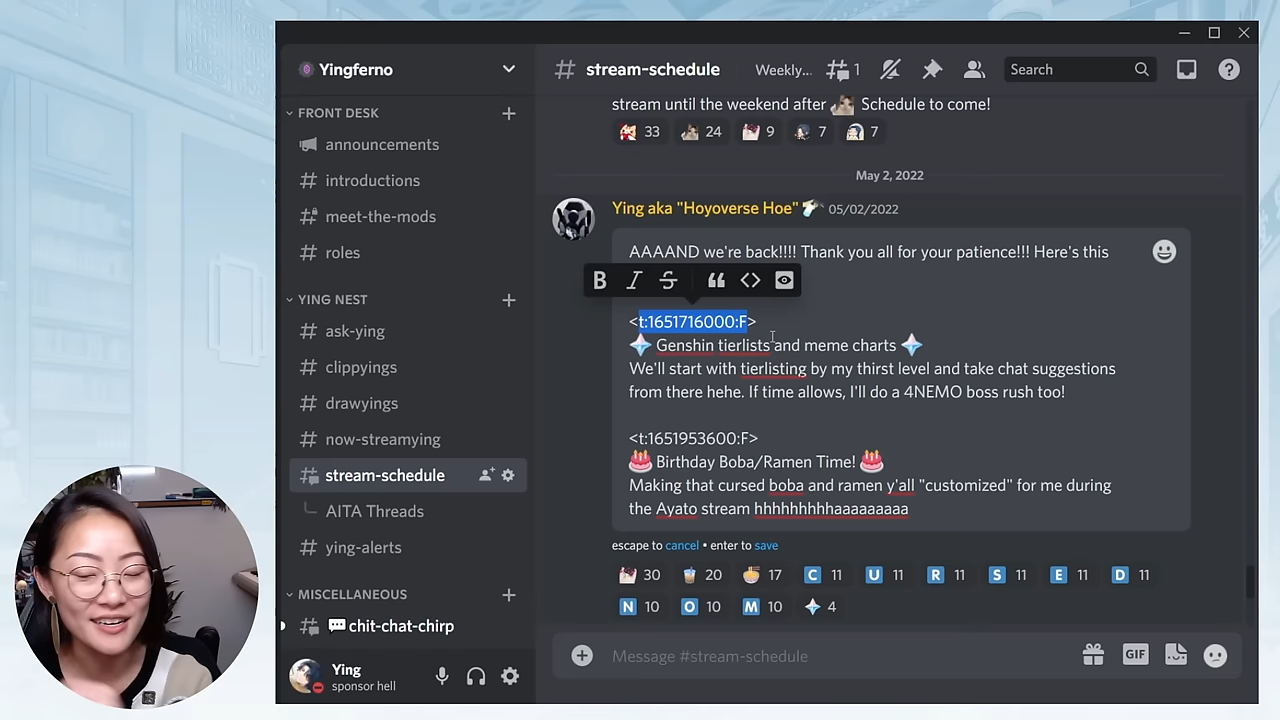 Yingferno
# stream-schedule
Weekly...
1
Search
FRONT DESK
announcements
introductions
meet-the-mods
roles
YING NEST
ask-ying
clippyings
drawyings
now-streamying
stream-schedule
AITA Threads
ying-alerts
MISCELLANEOUS
chit-chat-chirp
Ying
sponsor hell
stream until the weekend after Schedule to come!
33 24 9 7 7
May 2, 2022
Ying aka "Hoyoverse Hoe" 05/02/2022
AAAAND we're back!!!! Thank you all for your patience!!! Here's this
B I S
<t:1651716000:F>
Genshin tierlists and meme charts
We'll start with tierlisting by my thirst level and take chat suggestions
from there hehe. If time allows, I'll do a 4NEMO boss rush too!
<t:1651953600:F>
Birthday Boba/Ramen Time!
Making that cursed boba and ramen y'all "customized" for me during
the Ayato stream hhhhhhhhhaaaaaaaaa
escape to cancel • enter to save
30 20 17 C 11 U 11 R 11 S 11 E 11 D 11
N 10 O 10 M 10 4
Message #stream-schedule
GIF